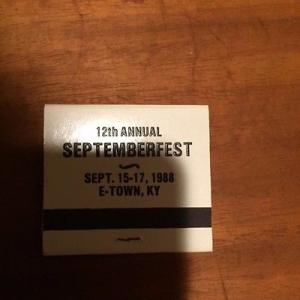 12th ANNUAL
SEPTEMBERFEST
SEPT. 15-17, 1988
E-TOWN, KY